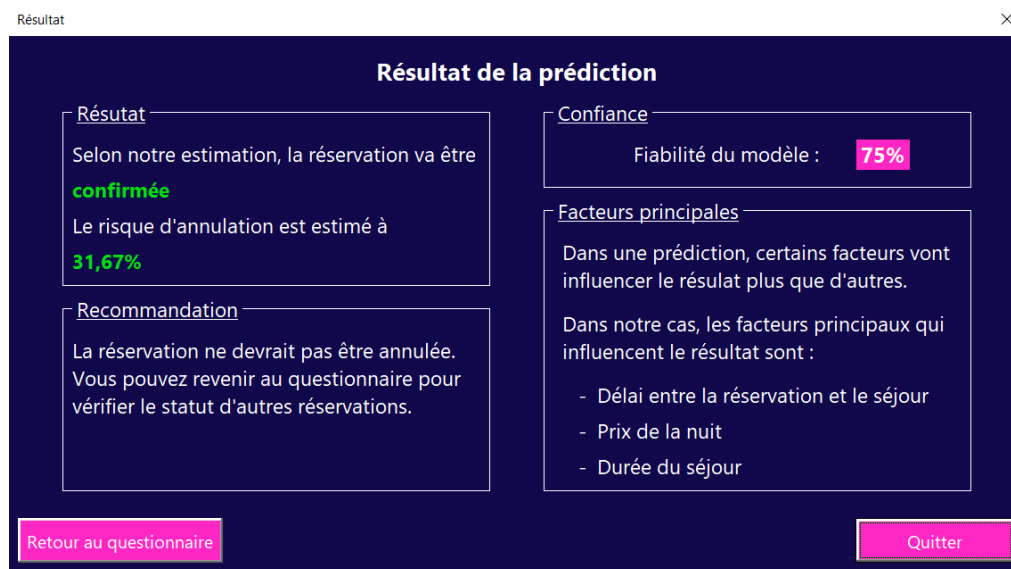 Résultat
Résultat de la prédiction
Résutat
Selon notre estimation, la réservation va être
confirmée
Le risque d'annulation est estimé à
31,67%
Recommandation
La réservation ne devrait pas être annulée.
Vous pouvez revenir au questionnaire pour
vérifier le statut d'autres réservations.
Confiance
Fiabilité du modèle : 75%
Facteurs principales
Dans une prédiction, certains facteurs vont
influencer le résulat plus que d'autres.
Dans notre cas, les facteurs principaux qui
influencent le résultat sont :
- Délai entre la réservation et le séjour
- Prix de la nuit
- Durée du séjour
Retour au questionnaire
Quitter